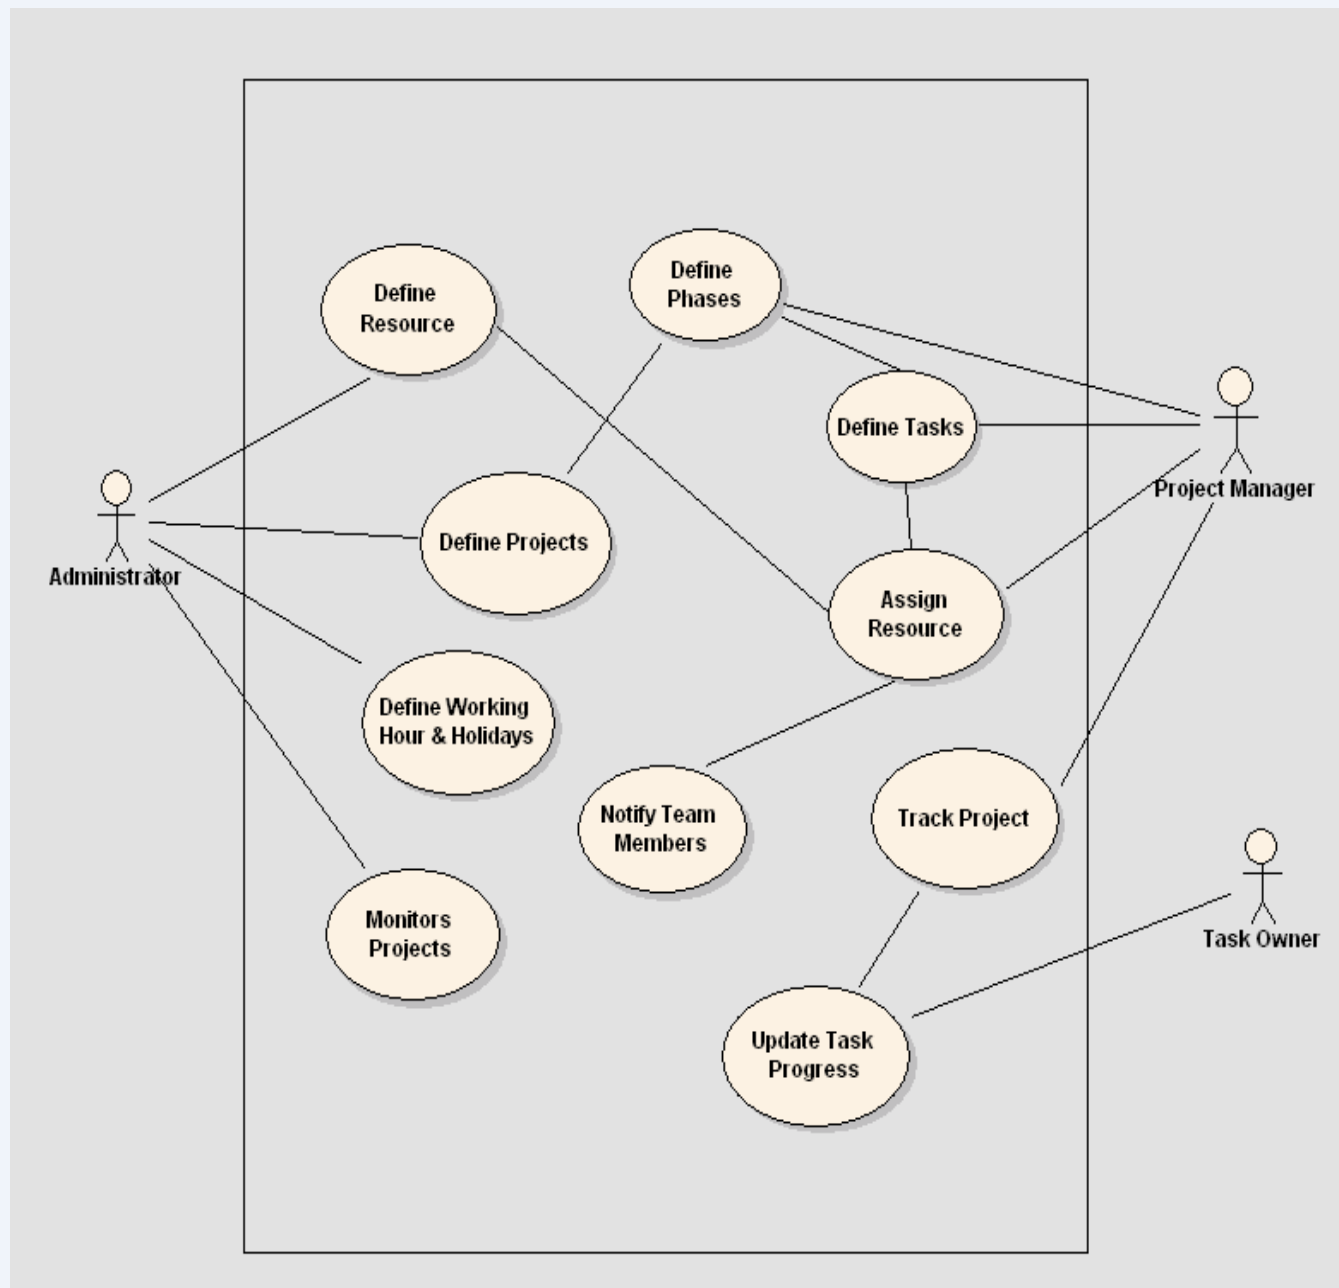 Define
Resource
Define
Phases
Define Tasks
Project Manager
Define Projects
Administrator
Assign
Resource
Define Working
Hour & Holidays
Notify Team
Members
Track Project
Monitors
Projects
Task Owner
Update Task
Progress